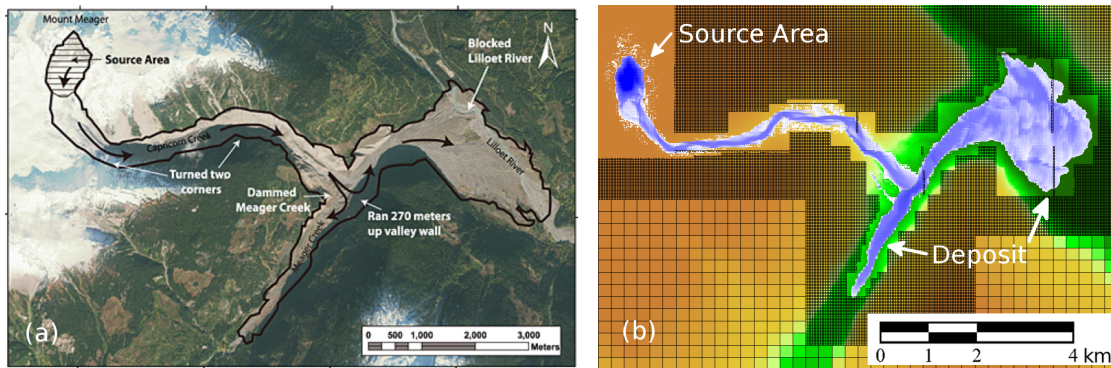 Mount Meager
Source Area
Capricorn Creek
Turned two
corners
Blocked
Lilloet River
N
Lilloet River
Dammed
Meager Creek
Ran 270 meters
up valley wall
Meager Creek
(a)
0 500 1,000 2,000 3,000
Meters
Source Area
Deposit
(b)
0 1 2 4 km